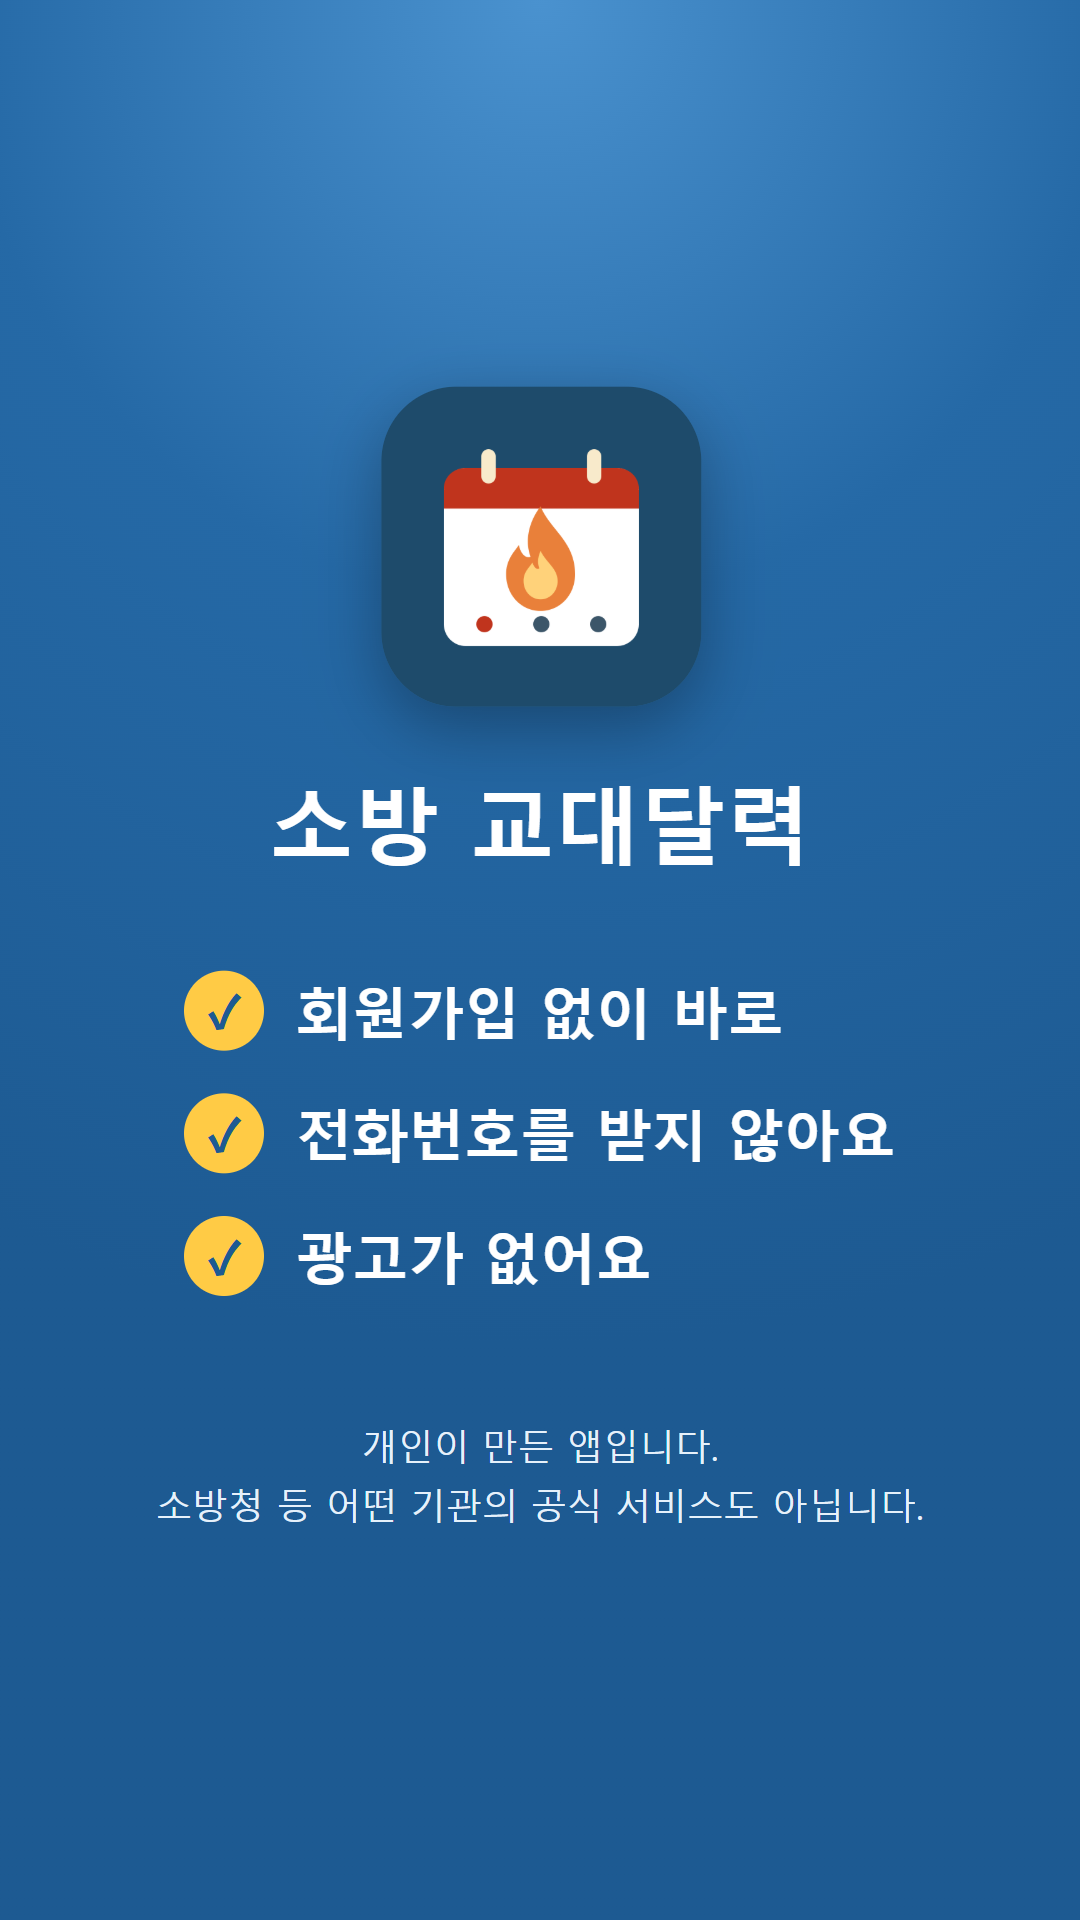 소방 교대달력
회원가입 없이 바로
전화번호를 받지 않아요
광고가 없어요
개인이 만든 앱입니다.
소방청 등 어떤 기관의 공식 서비스도 아닙니다.